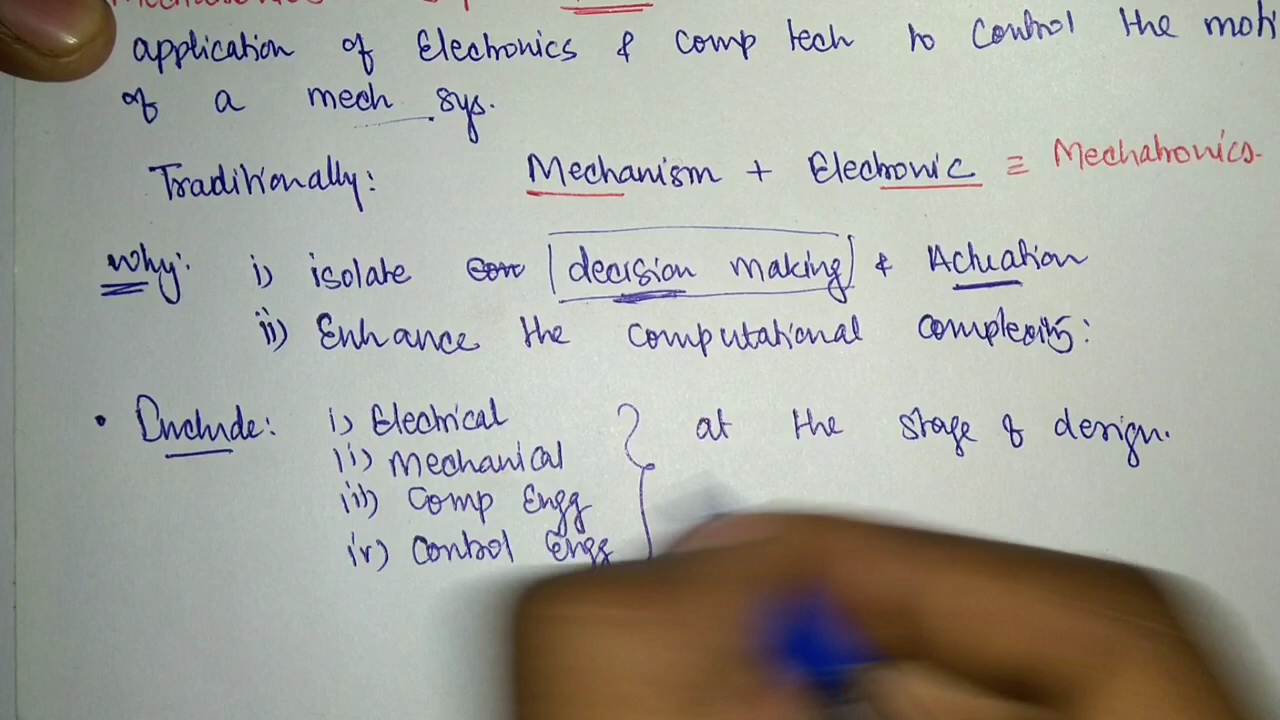 application of Electronics & comp tech to control the moti
of a mech sys.
Traditionally: Mechanism + Electronic ≡ Mechatronics.
Why: i) isolate con decision making & Actuation
ii) Enhance the computational complexity:
• Include: i) Electrical at the stage of design.
ii) Mechanical
iii) Comp Engg
iv) Control Engg